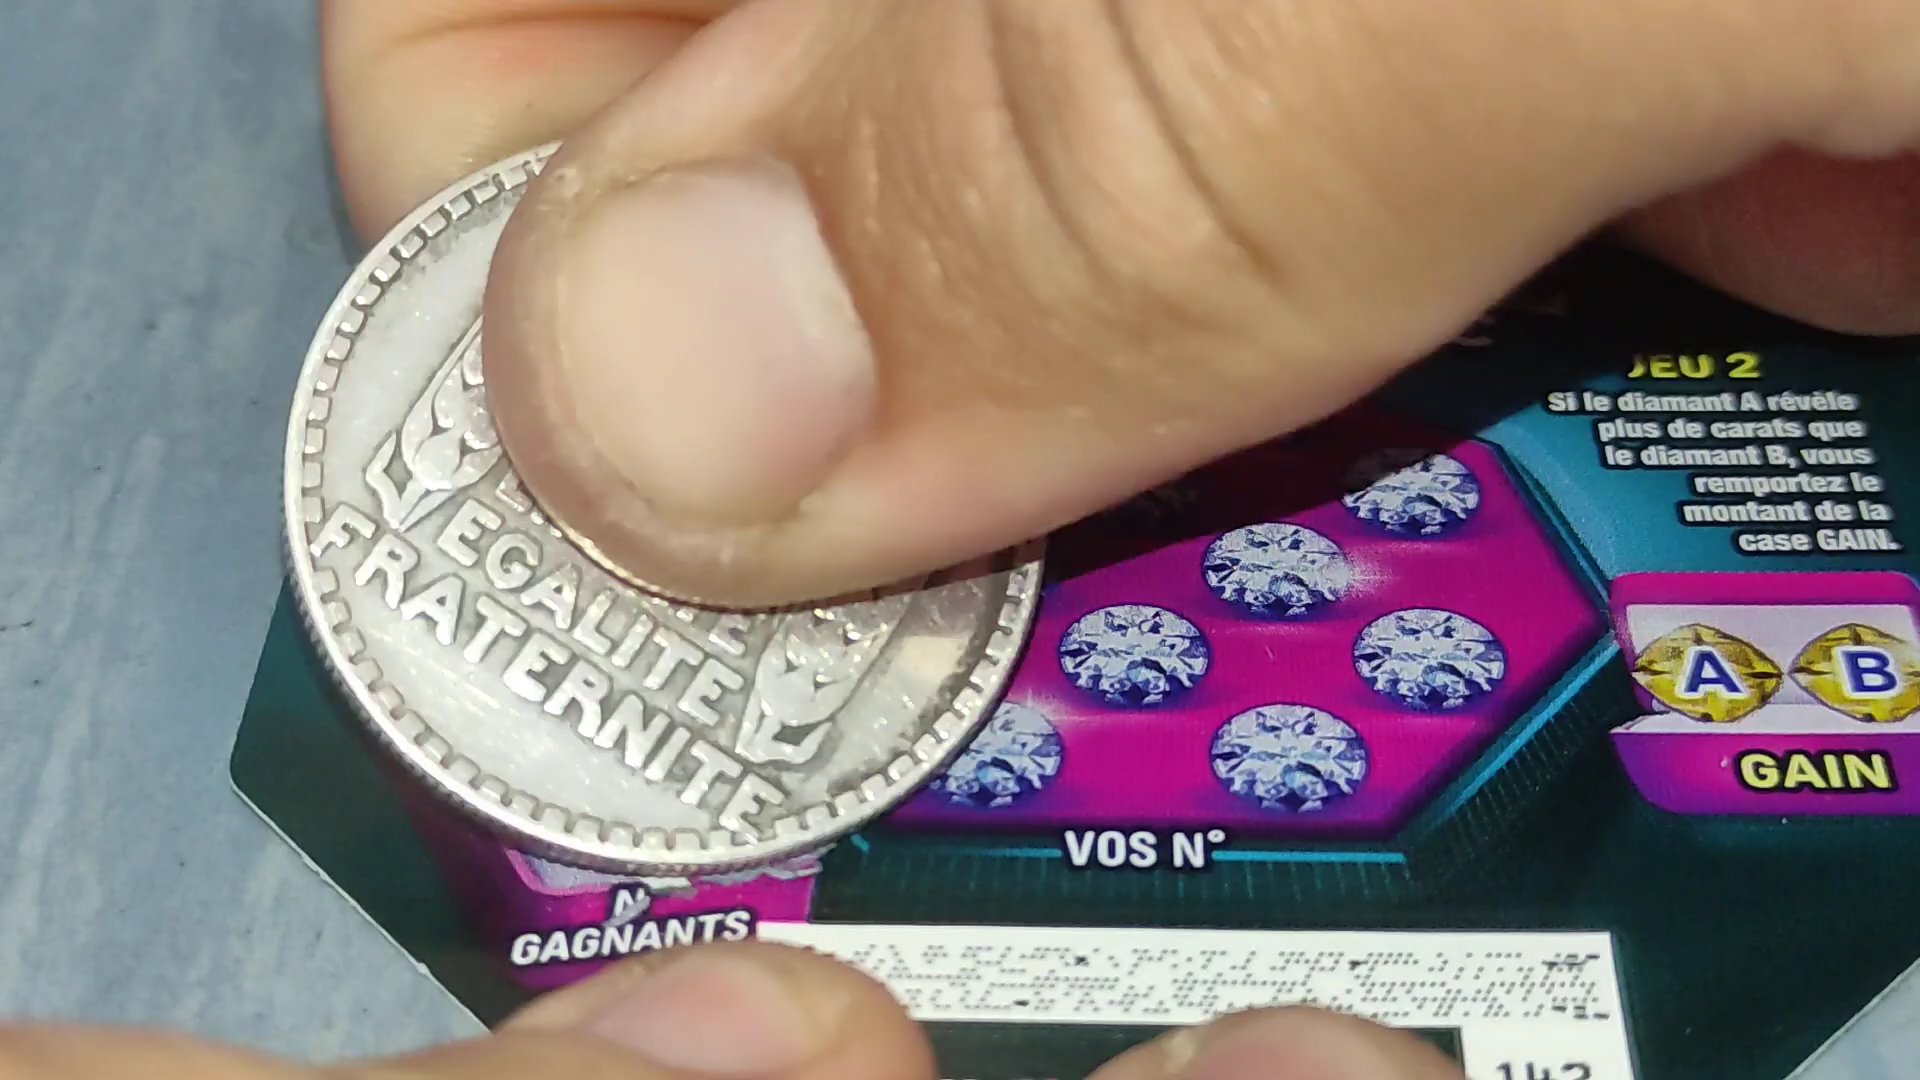 EGALITE
FRATERNITE
JEU 2
Si le diamant A révèle
plus de carats que
le diamant B, vous
remportez le
montant de la
case GAIN.
A B
GAIN
VOS N°
GAGNANTS
142